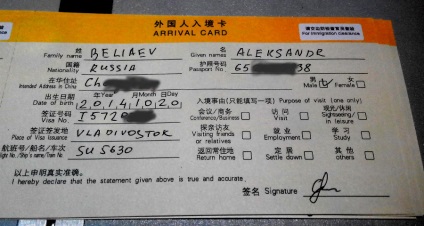 请交边防检查员查验
For Immigration clearance
外国人入境卡
ARRIVAL CARD
姓 Family name BELIAEV 名 Given names ALEKSANDR
国籍 Nationality RUSSIA 护照号码 Passport No. 65 38
在华住址 Intended Address in China Ch 男 Male 女 Female
出生日期 Date of birth 年Year 月Month 日Day 20141020 入境事由(只能填一项) Purpose of visit (one only)
签证号码 Visa No. I5720 会议/商务 Conference/Business 访问 Visit 观光/休闲 Sightseeing/ in leisure
签证签发地 Place of Visa Issuance VLADIVOSTOK 探亲访友 Visiting friends or relatives 就业 Employment 学习 Study
航班号/船名/车次 Flight No./Ship's name/Train No. SU5630 返回常住地 Return home 定居 Settle down 其他 others
以上申明真实准确。
I hereby declare that the statement given above is true and accurate.
签名 Signature